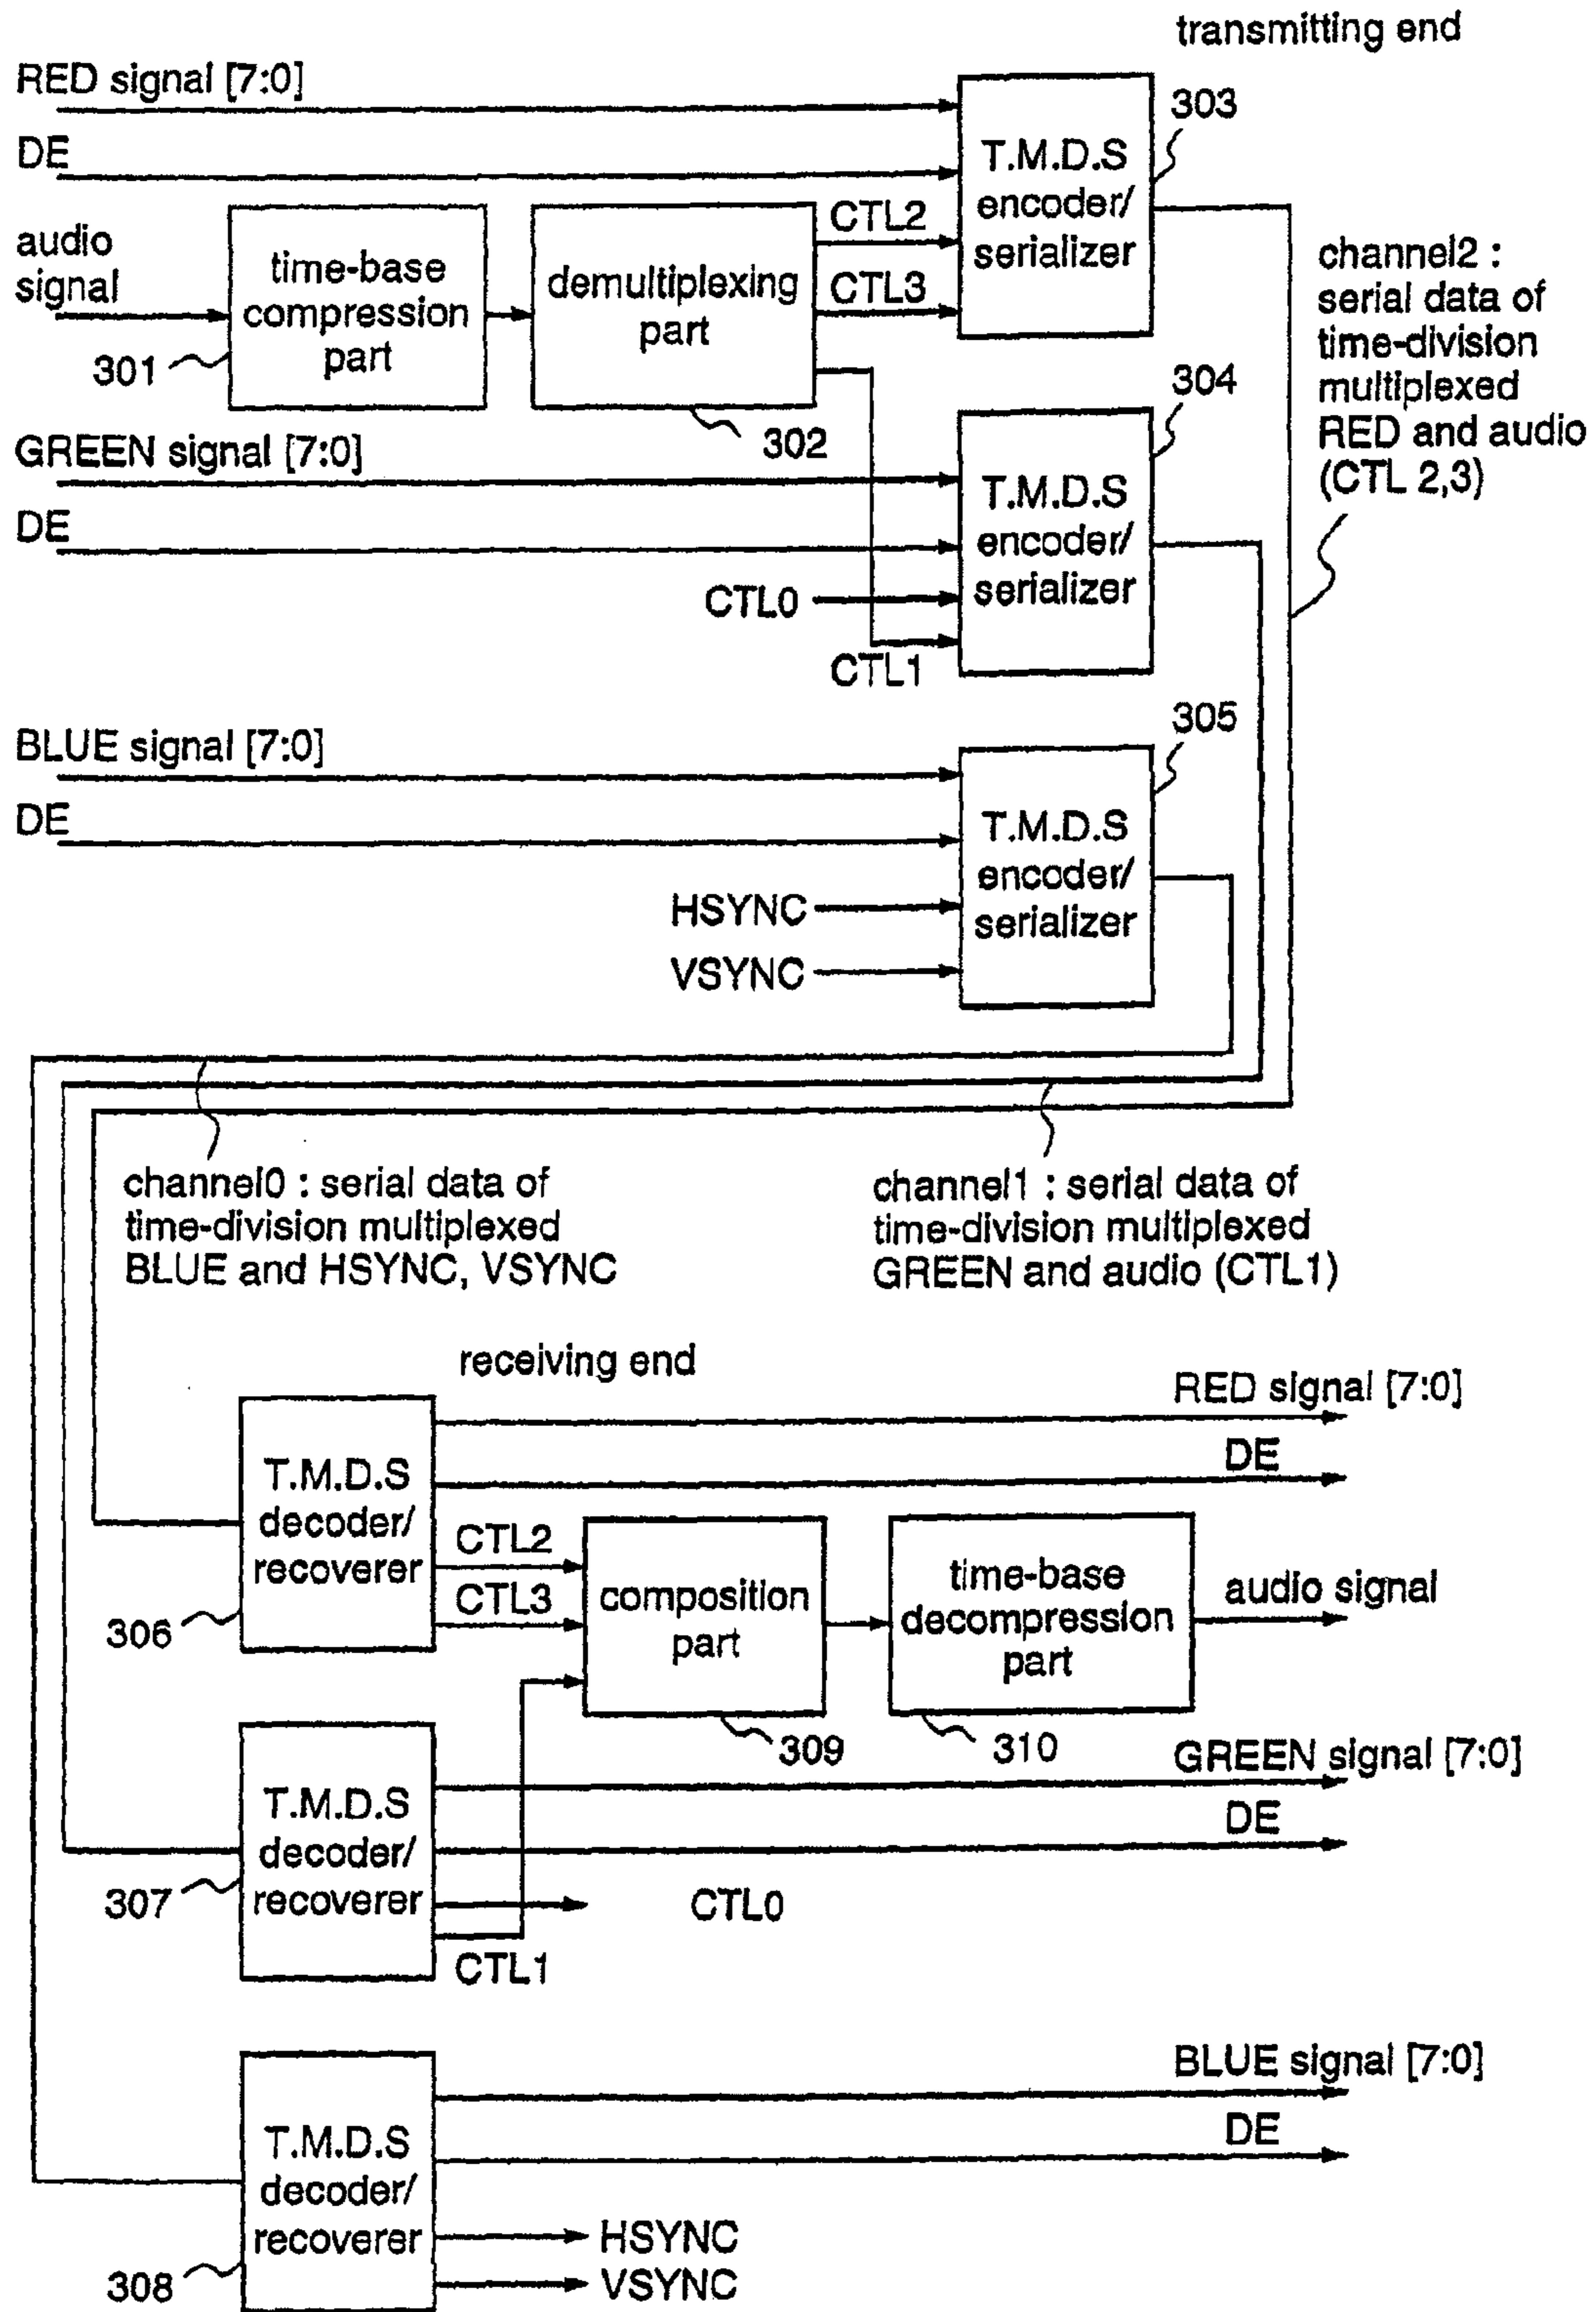 transmitting end
RED signal [7:0]
303
DE
T.M.D.S
encoder/
serializer
CTL2
CTL3
audio
signal
time-base
compression
part
demultiplexing
part
301
302
channel2 :
serial data of
time-division
multiplexed
RED and audio
(CTL 2,3)
304
GREEN signal [7:0]
DE
T.M.D.S
encoder/
serializer
CTL0
CTL1
305
BLUE signal [7:0]
DE
T.M.D.S
encoder/
serializer
HSYNC
VSYNC
channel0 : serial data of
time-division multiplexed
BLUE and HSYNC, VSYNC
channel1 : serial data of
time-division multiplexed
GREEN and audio (CTL1)
receiving end
RED signal [7:0]
DE
T.M.D.S
decoder/
recoverer
306
CTL2
CTL3
composition
part
309
time-base
decompression
part
310
audio signal
GREEN signal [7:0]
DE
T.M.D.S
decoder/
recoverer
307
CTL0
CTL1
BLUE signal [7:0]
DE
T.M.D.S
decoder/
recoverer
308
HSYNC
VSYNC